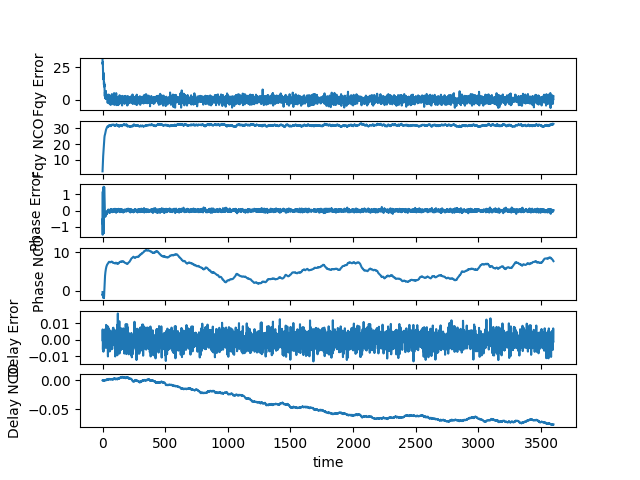 Fqy Error
25
0
Fqy NCO
30
20
10
Phase Error
1
0
−1
Phase NCO
10
0
Delay Error
0.01
0.00
−0.01
Delay NCO
0.00
−0.05
0 500 1000 1500 2000 2500 3000 3500
time